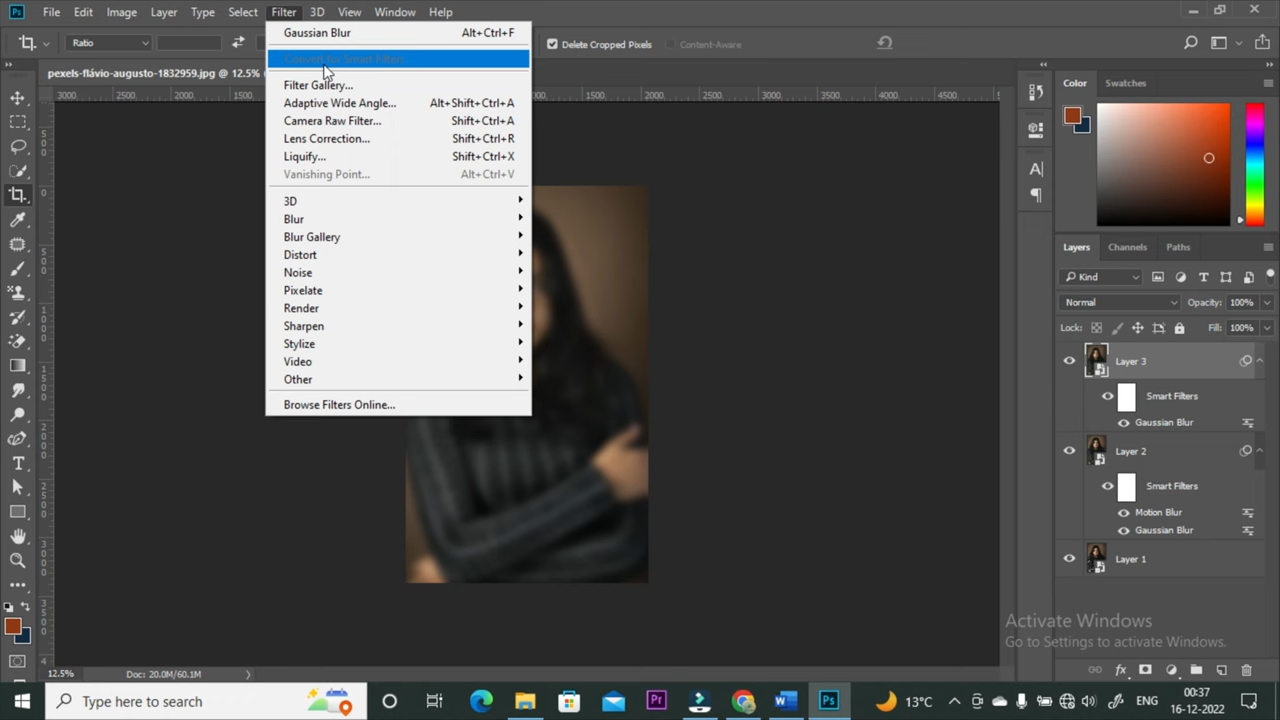 Ps File Edit Image Layer Type Select Filter 3D View Window Help
Ratio Delete Cropped Pixels Content-Aware
pexels-flávio-augusto-1832959.jpg @ 12.5%
3000 2500 2000 1500 1000 1500 2000 2500 3000 3500 4000 4500 5
Gaussian Blur Alt+Ctrl+F
Convert for Smart Filters
Filter Gallery...
Adaptive Wide Angle... Alt+Shift+Ctrl+A
Camera Raw Filter... Shift+Ctrl+A
Lens Correction... Shift+Ctrl+R
Liquify... Shift+Ctrl+X
Vanishing Point... Alt+Ctrl+V
3D
Blur
Blur Gallery
Distort
Noise
Pixelate
Render
Sharpen
Stylize
Video
Other
Browse Filters Online...
Color Swatches
Layers Channels Paths
Kind
Normal Opacity: 100%
Lock: Fill: 100%
Layer 3
Smart Filters
Gaussian Blur
Layer 2
Smart Filters
Motion Blur
Gaussian Blur
Layer 1
Activate Windows
Go to Settings to activate Windows.
12.5% Doc: 20.0M/60.1M
Type here to search
Pr
Ps
13°C
ENG
00:37
16-12-2022